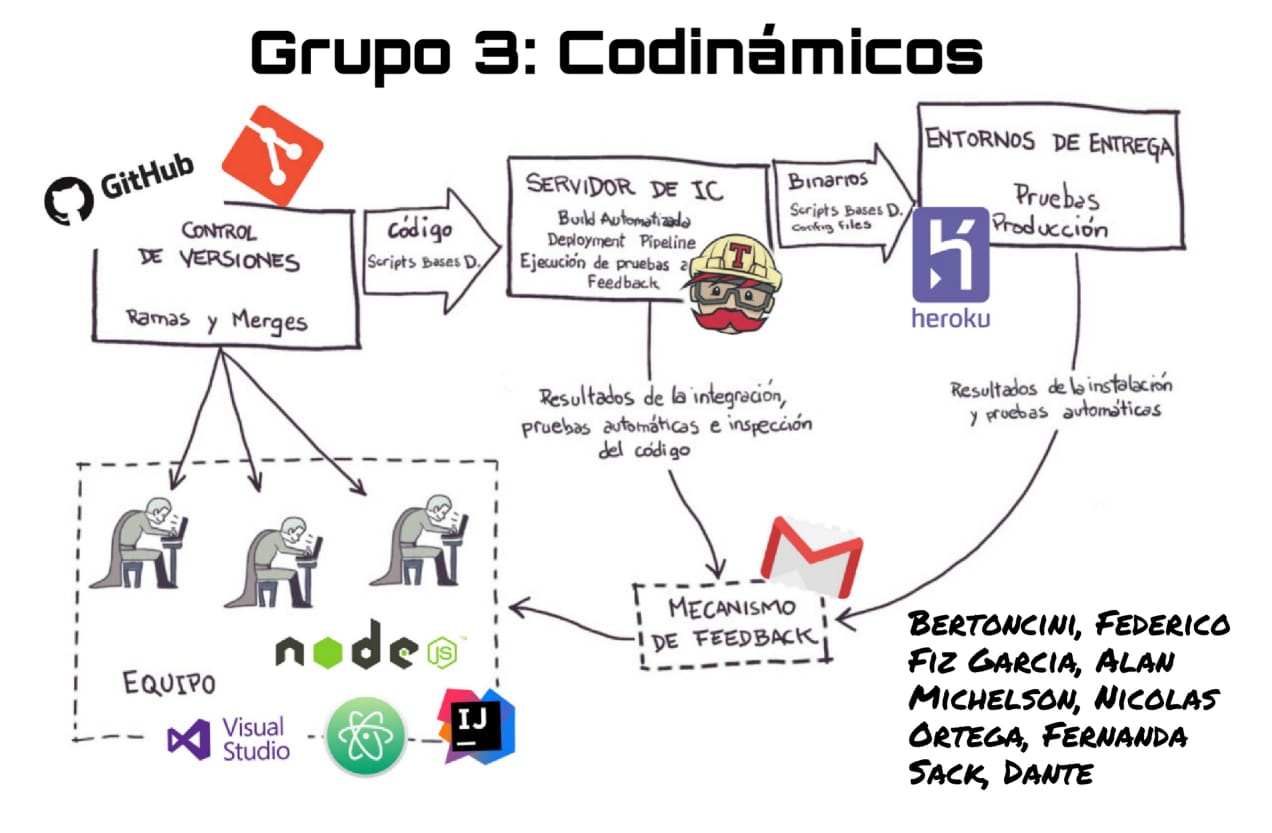 Grupo 3: Codinámicos
GitHub
CONTROL
DE VERSIONES
Ramas y Merges
Código
Scripts Bases D.
SERVIDOR DE IC
Build Automatizada
Deployment Pipeline
Ejecución de pruebas a
Feedback
T
Binarios
Scripts Bases D.
Config Files
ENTORNOS DE ENTREGA
Pruebas
Producción
heroku
Resultados de la integración,
pruebas automáticas e inspección
del código
Resultados de la instalación
y pruebas automáticas
MECANISMO
DE FEEDBACK
node JS™
EQUIPO
Visual
Studio
IJ
BERTONCINI, FEDERICO
FIZ GARCIA, ALAN
MICHELSON, NICOLAS
ORTEGA, FERNANDA
SACK, DANTE